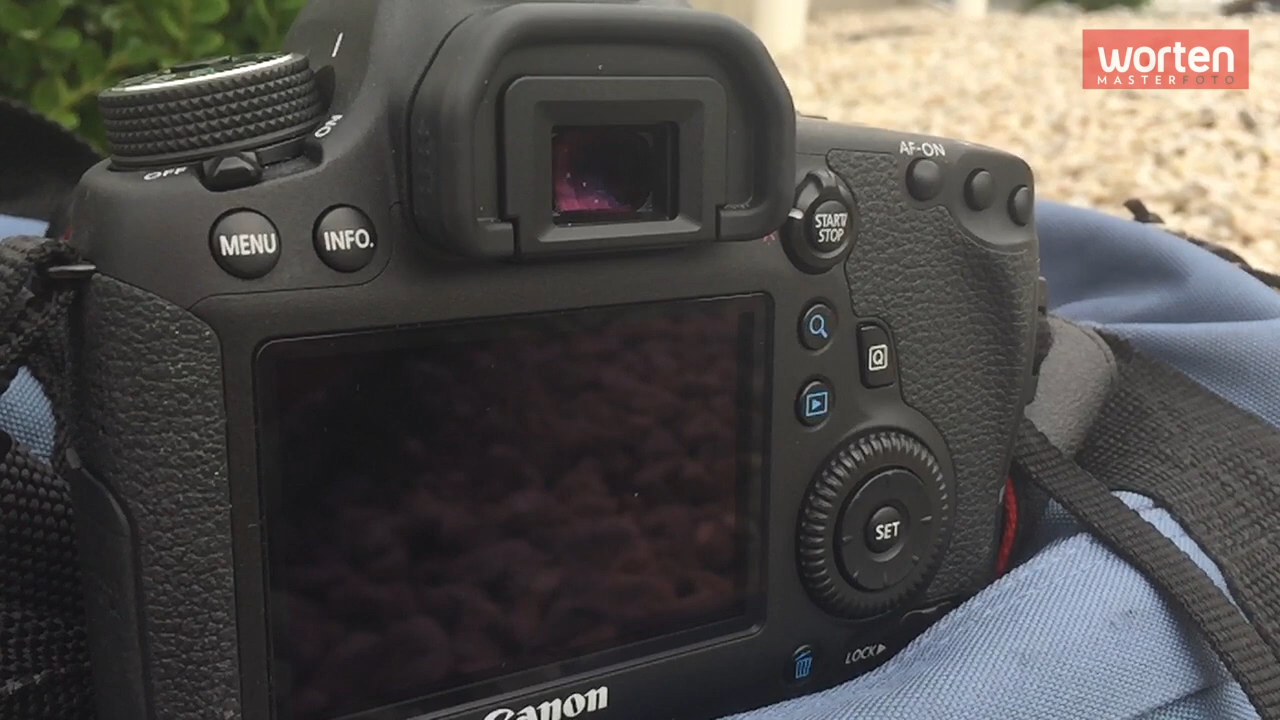 worten
MASTERFOTO
ON
OFF
AF-ON
MENU
INFO.
START/
STOP
Q
SET
LOCK
Canon